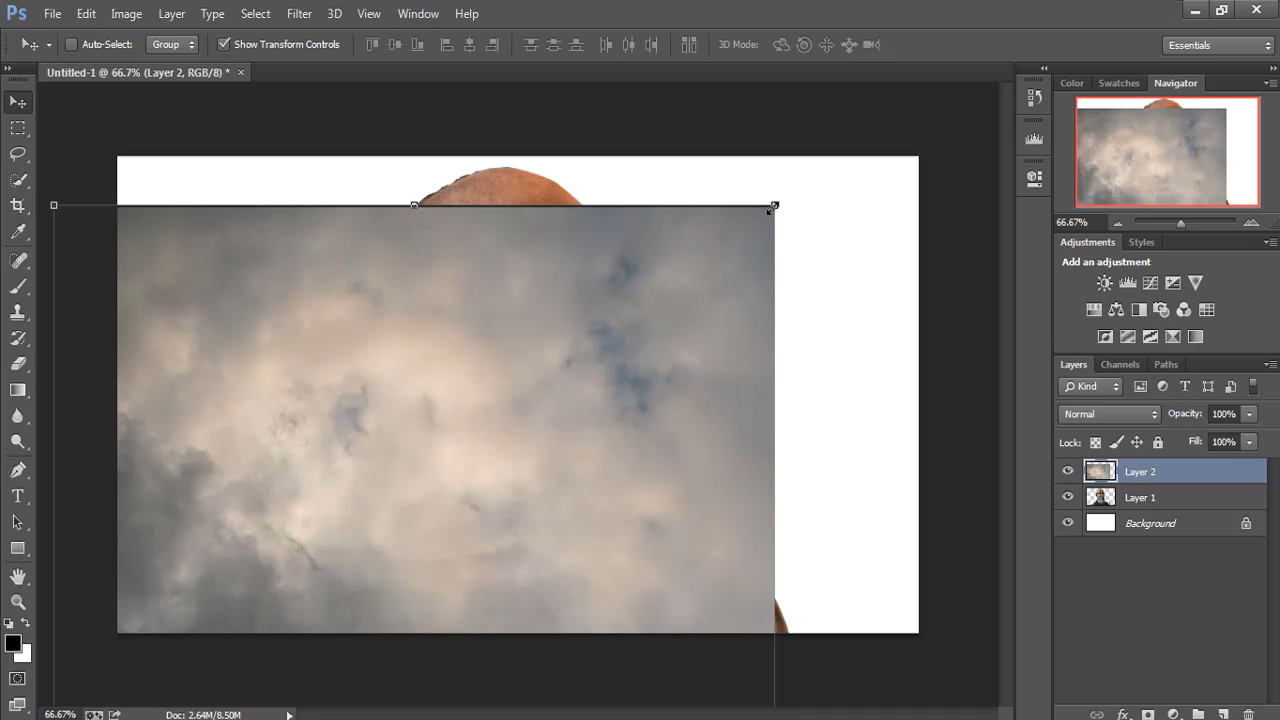 Ps File Edit Image Layer Type Select Filter 3D View Window Help
Auto-Select: Group Show Transform Controls 3D Mode: Essentials
Untitled-1 @ 66.7% (Layer 2, RGB/8) * ×
Color Swatches Navigator
66.67%
Adjustments Styles
Add an adjustment
Layers Channels Paths
Kind
Normal Opacity: 100%
Lock: Fill: 100%
Layer 2
Layer 1
Background
66.67% Doc: 2.64M/8.50M